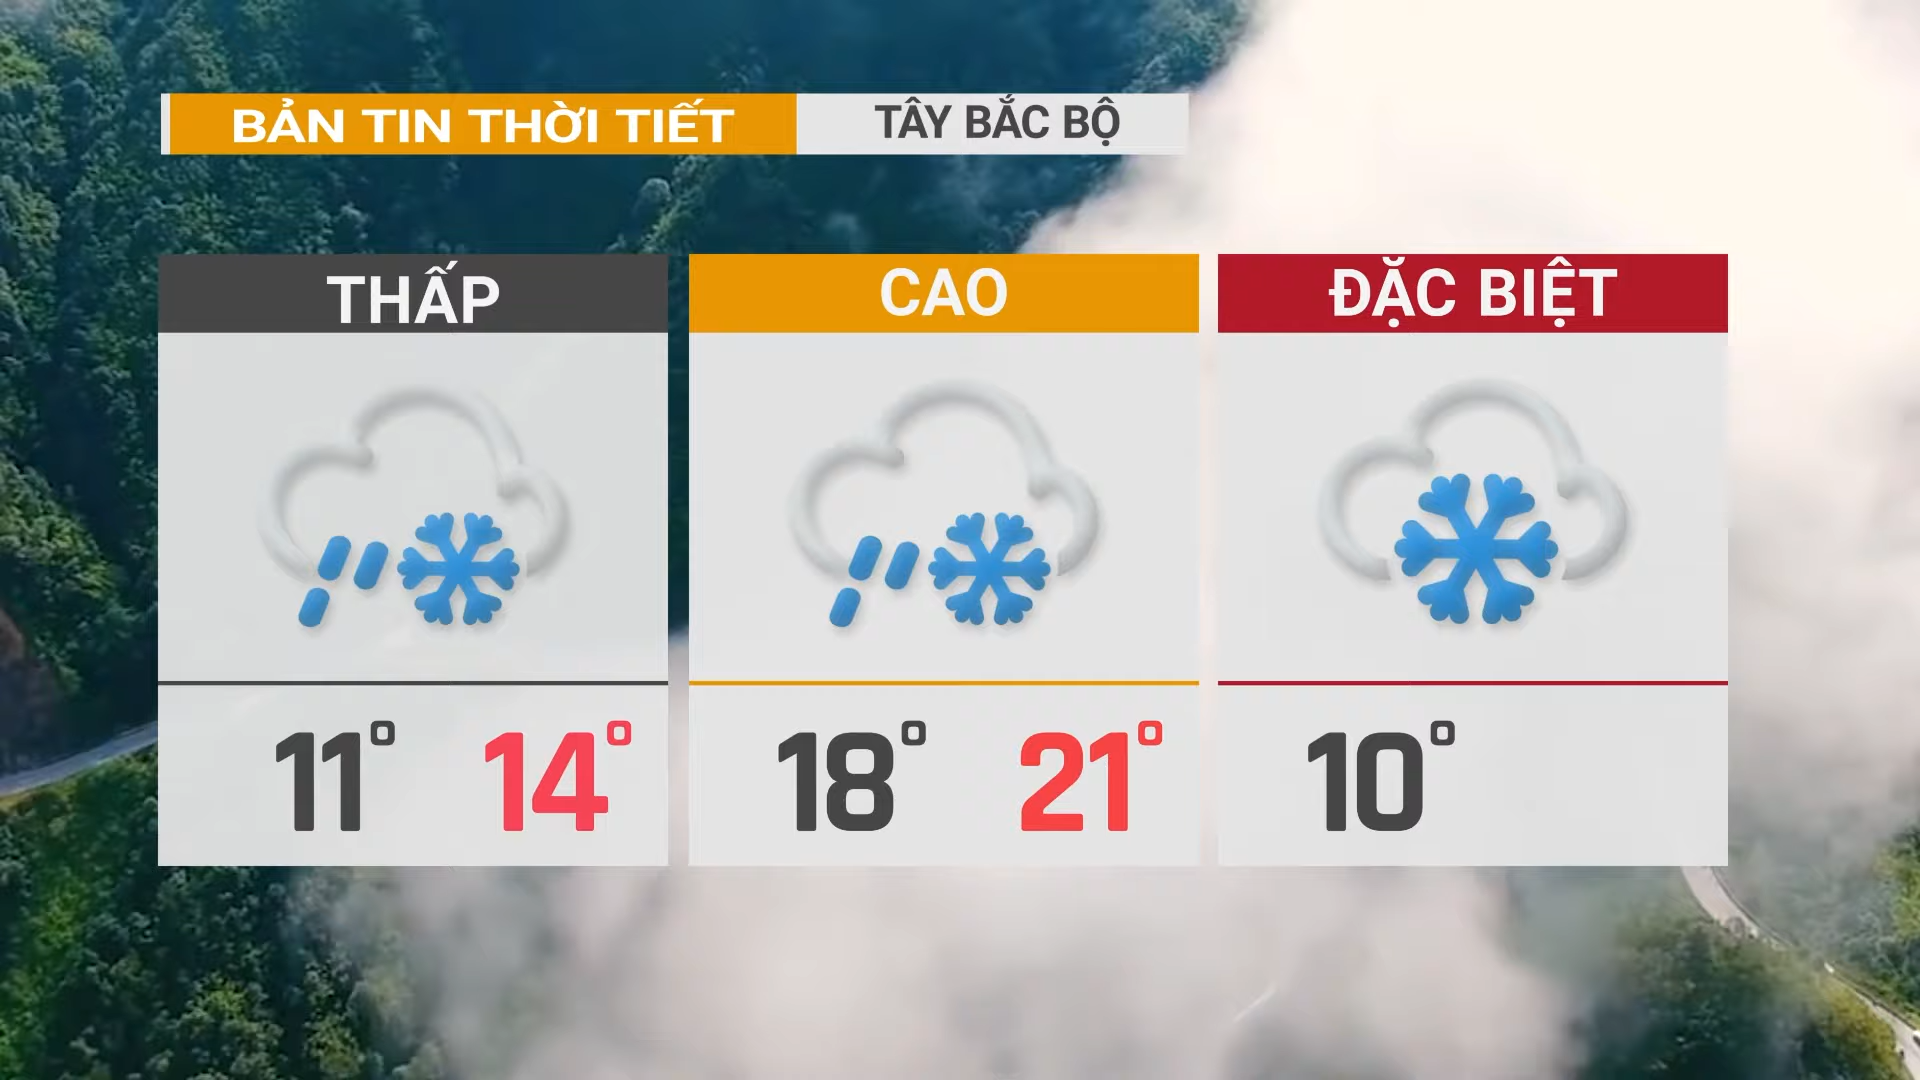 BẢN TIN THỜI TIẾT
TÂY BẮC BỘ
THẤP
CAO
ĐẶC BIỆT
11° 14°
18° 21°
10°